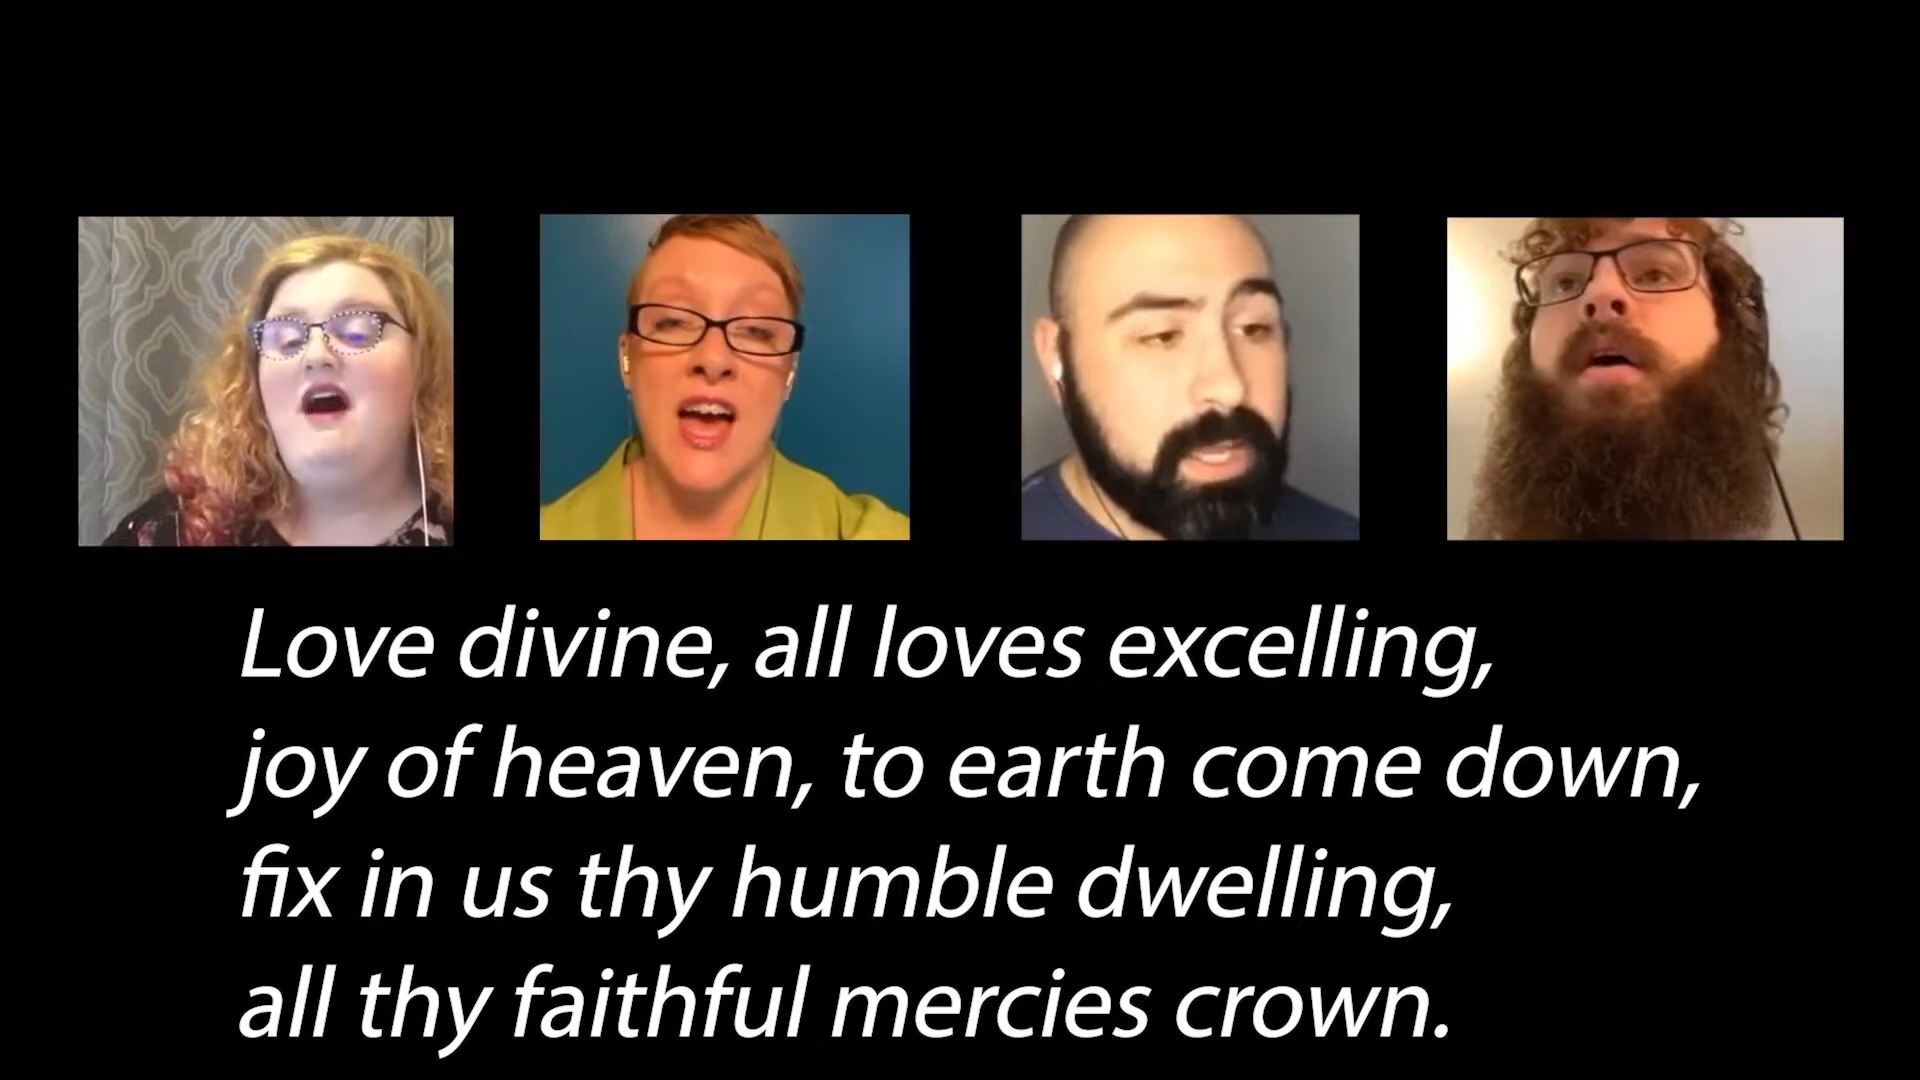 Love divine, all loves excelling,
joy of heaven, to earth come down,
fix in us thy humble dwelling,
all thy faithful mercies crown.